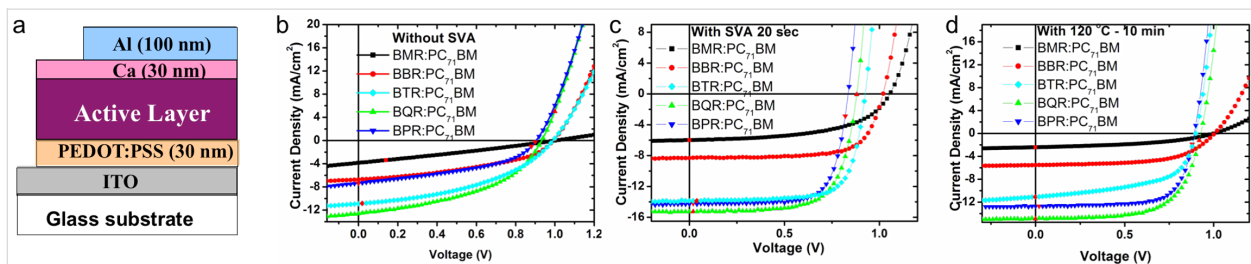 a
Al (100 nm)
Ca (30 nm)
Active Layer
PEDOT:PSS (30 nm)
ITO
Glass substrate
b
Without SVA
BMR:PC71BM
BBR:PC71BM
BTR:PC71BM
BQR:PC71BM
BPR:PC71BM
Current Density (mA/cm²)
20
16
12
8
4
0
-4
-8
-12
0.0 0.2 0.4 0.6 0.8 1.0 1.2
Voltage (V)
c
With SVA 20 sec
BMR:PC71BM
BBR:PC71BM
BTR:PC71BM
BQR:PC71BM
BPR:PC71BM
Current Density (mA/cm²)
8
4
0
-4
-8
-12
-16
0.0 0.5 1.0
Voltage (V)
d
With 120 °C - 10 min
BMR:PC71BM
BBR:PC71BM
BTR:PC71BM
BQR:PC71BM
BPR:PC71BM
Current Density (mA/cm²)
16
12
8
4
0
-4
-8
-12
0.0 0.5 1.0
Voltage (V)